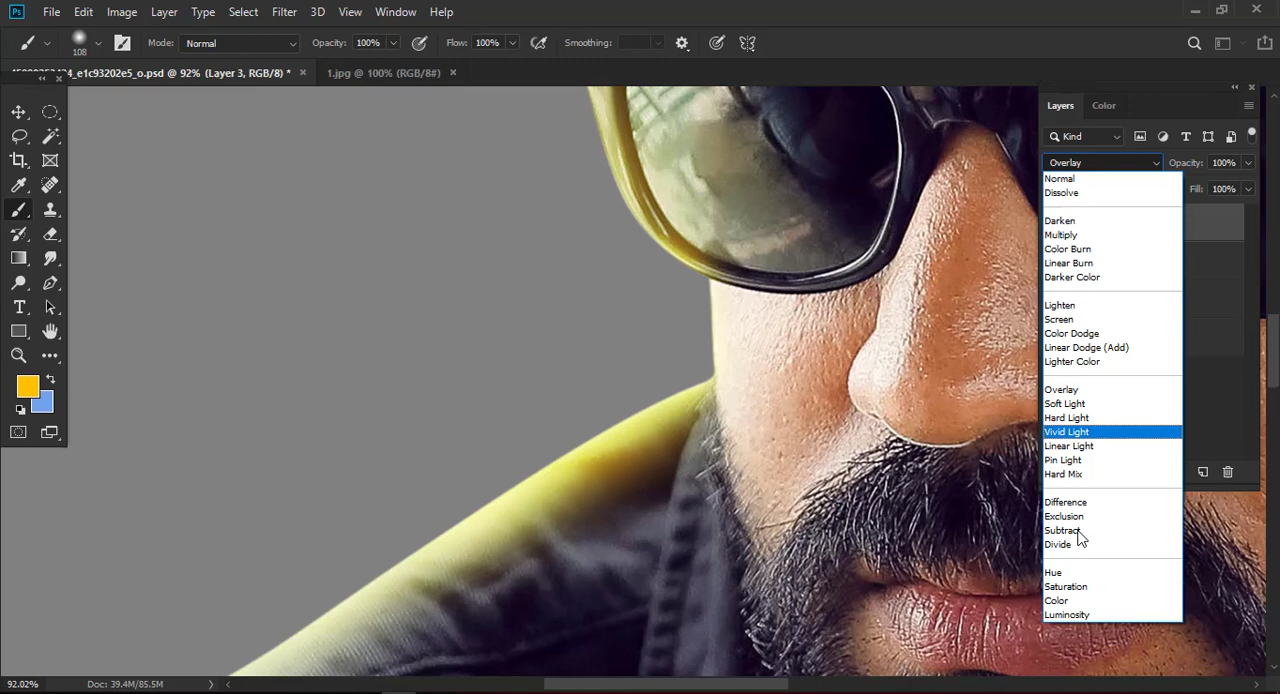 Ps File Edit Image Layer Type Select Filter 3D View Window Help
108 Mode: Normal Opacity: 100% Flow: 100% Smoothing:
_e1c93202e5_o.psd @ 92% (Layer 3, RGB/8) * 1.jpg @ 100% (RGB/8#)
Layers Color
Kind
Overlay Opacity: 100%
Normal
Fill: 100%
Dissolve
Darken
Multiply
Color Burn
Linear Burn
Darker Color
Lighten
Screen
Color Dodge
Linear Dodge (Add)
Lighter Color
Overlay
Soft Light
Hard Light
Vivid Light
Linear Light
Pin Light
Hard Mix
Difference
Exclusion
Subtract
Divide
Hue
Saturation
Color
Luminosity
92.02% Doc: 39.4M/85.5M